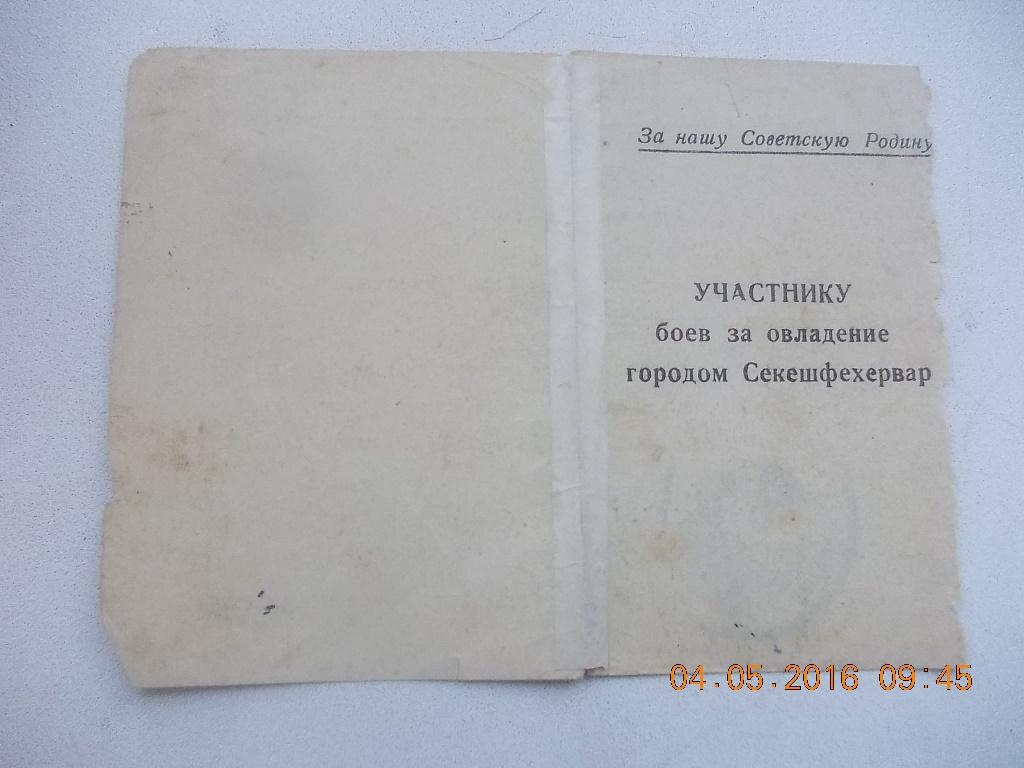 За нашу Советскую Родину
УЧАСТНИКУ
боев за овладение
городом Секешфехервар
04.05.2016 09:45